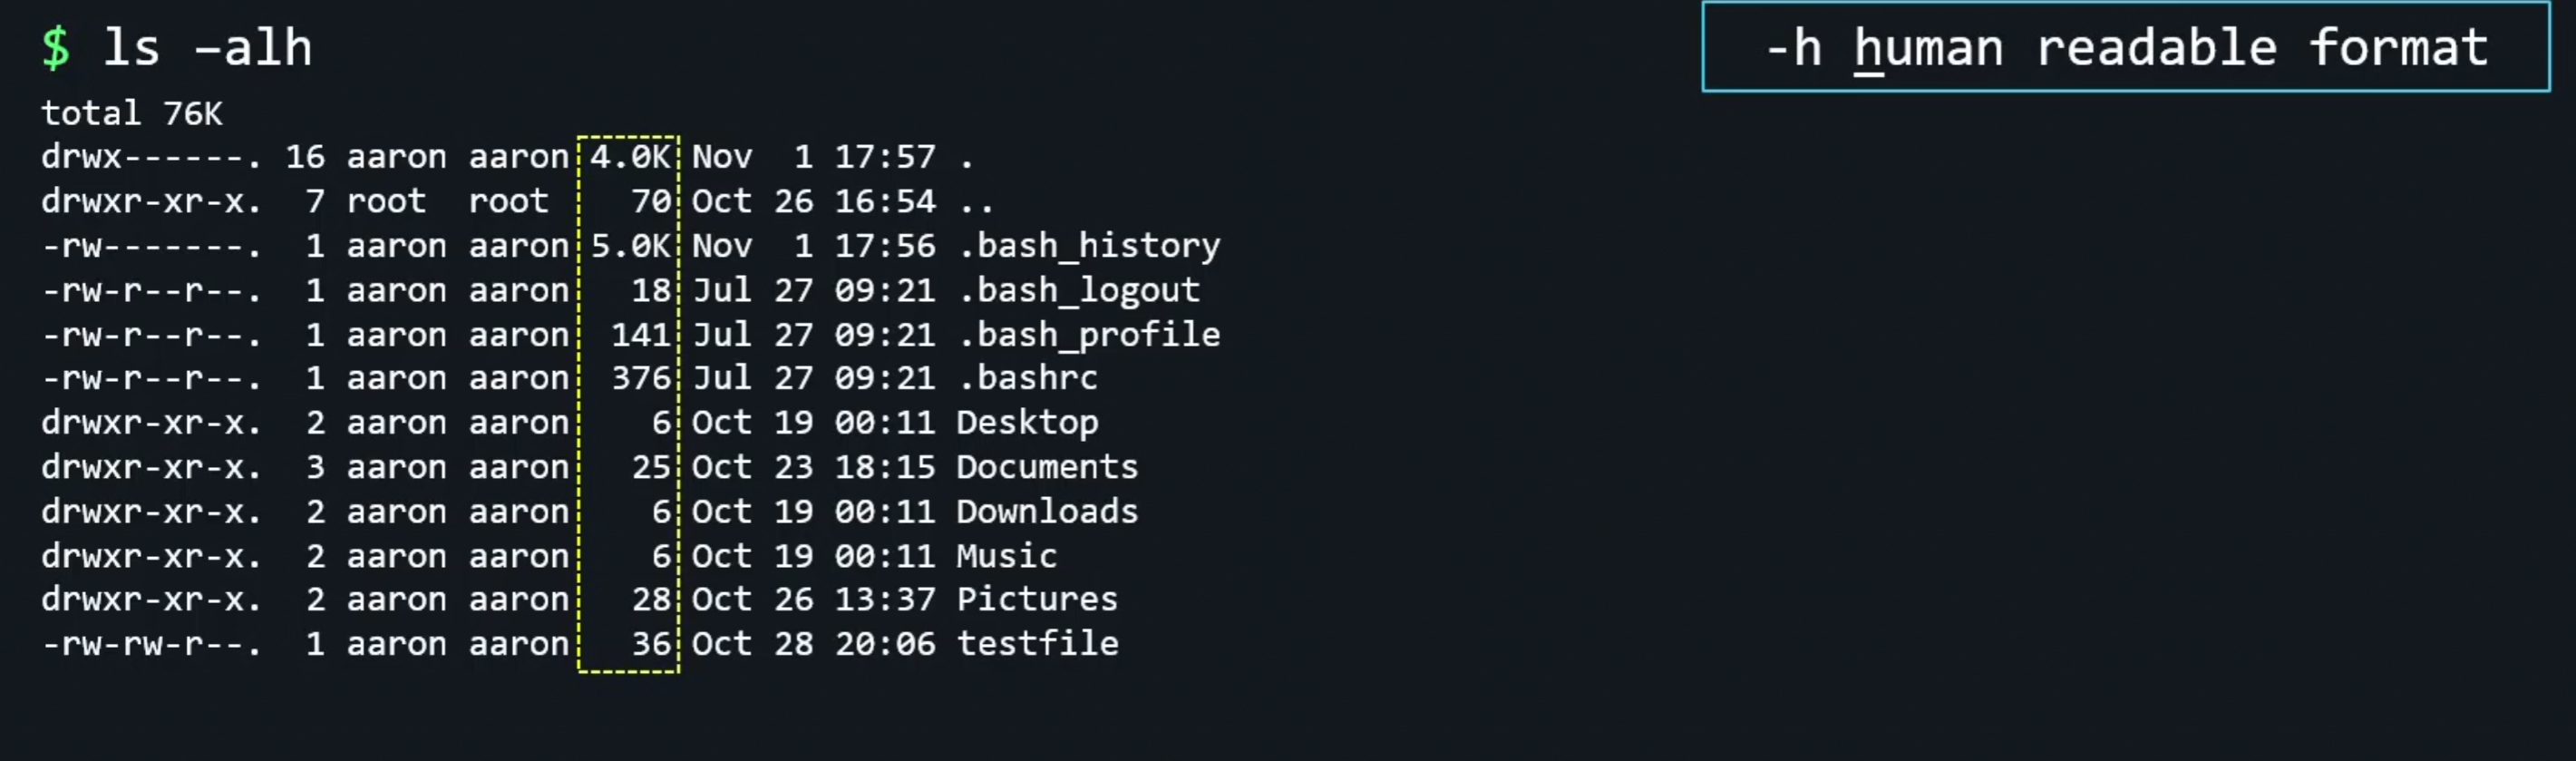 $ ls –alh
-h human readable format
total 76K
drwx------. 16 aaron aaron 4.0K Nov  1 17:57 .
drwxr-xr-x.  7 root  root    70 Oct 26 16:54 ..
-rw-------.  1 aaron aaron 5.0K Nov  1 17:56 .bash_history
-rw-r--r--.  1 aaron aaron   18 Jul 27 09:21 .bash_logout
-rw-r--r--.  1 aaron aaron  141 Jul 27 09:21 .bash_profile
-rw-r--r--.  1 aaron aaron  376 Jul 27 09:21 .bashrc
drwxr-xr-x.  2 aaron aaron    6 Oct 19 00:11 Desktop
drwxr-xr-x.  3 aaron aaron   25 Oct 23 18:15 Documents
drwxr-xr-x.  2 aaron aaron    6 Oct 19 00:11 Downloads
drwxr-xr-x.  2 aaron aaron    6 Oct 19 00:11 Music
drwxr-xr-x.  2 aaron aaron   28 Oct 26 13:37 Pictures
-rw-rw-r--.  1 aaron aaron   36 Oct 28 20:06 testfile